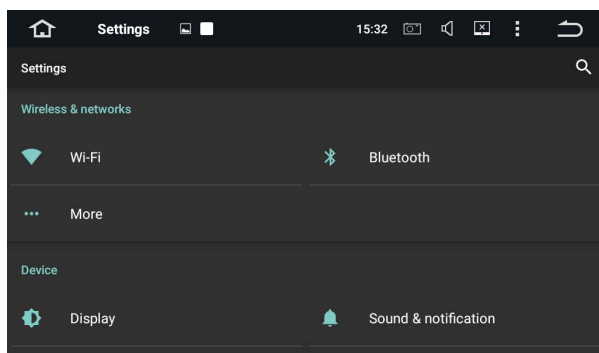 Settings 15:32
Settings
Wireless & networks
Wi-Fi Bluetooth
More
Device
Display Sound & notification